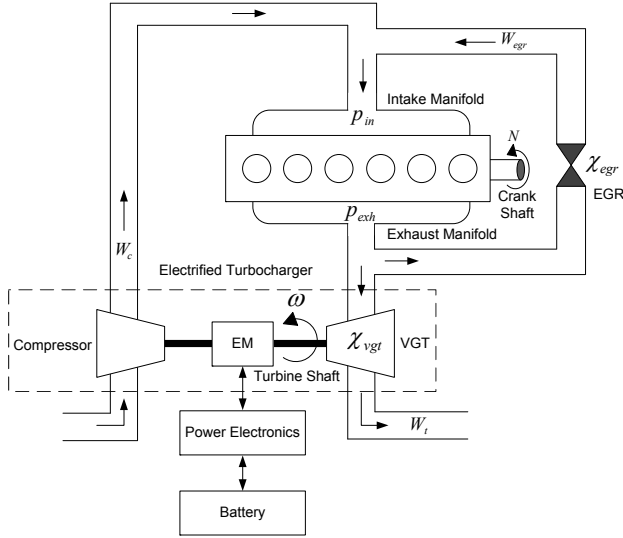 W_egr
Intake Manifold
p_in
N
χ_egr
EGR
Crank
Shaft
p_exh
Exhaust Manifold
W_c
Electrified Turbocharger
ω
Compressor
EM
χ_vgt
VGT
Turbine Shaft
Power Electronics
W_t
Battery